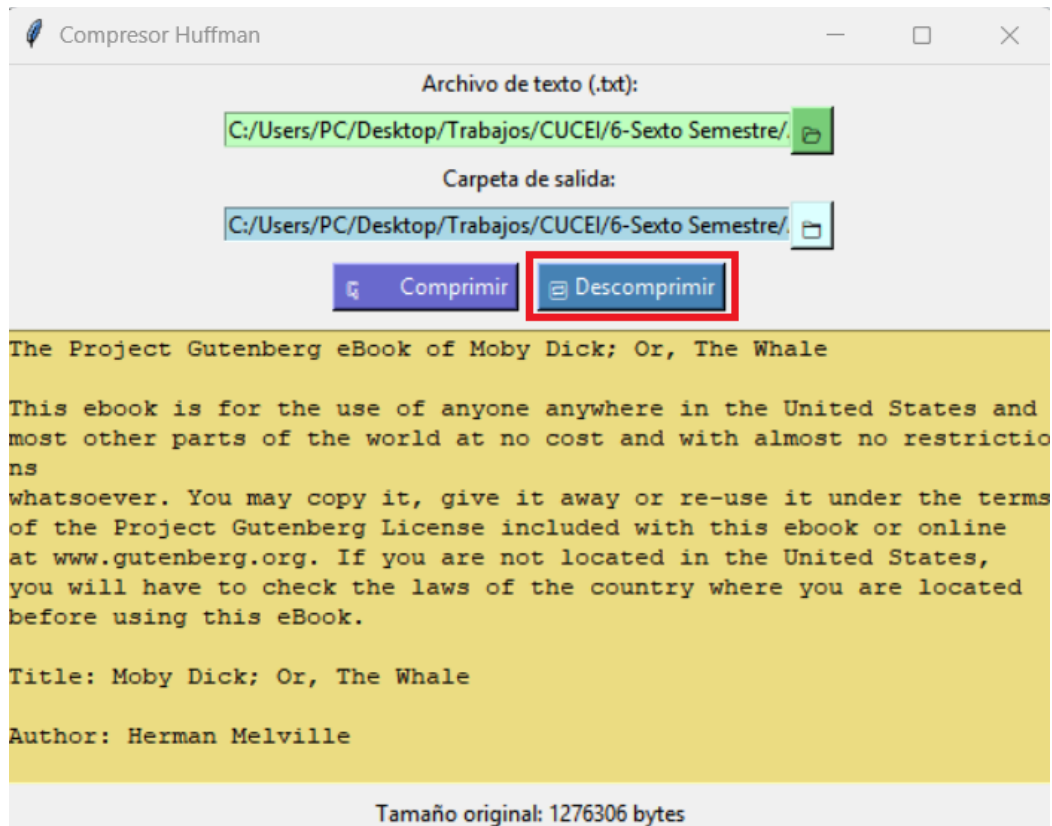 Compresor Huffman
Archivo de texto (.txt):
C:/Users/PC/Desktop/Trabajos/CUCEI/6-Sexto Semestre/.
Carpeta de salida:
C:/Users/PC/Desktop/Trabajos/CUCEI/6-Sexto Semestre/.
Comprimir Descomprimir
The Project Gutenberg eBook of Moby Dick; Or, The Whale
This ebook is for the use of anyone anywhere in the United States and
most other parts of the world at no cost and with almost no restrictio
ns
whatsoever. You may copy it, give it away or re-use it under the terms
of the Project Gutenberg License included with this ebook or online
at www.gutenberg.org. If you are not located in the United States,
you will have to check the laws of the country where you are located
before using this eBook.
Title: Moby Dick; Or, The Whale
Author: Herman Melville
Tamaño original: 1276306 bytes